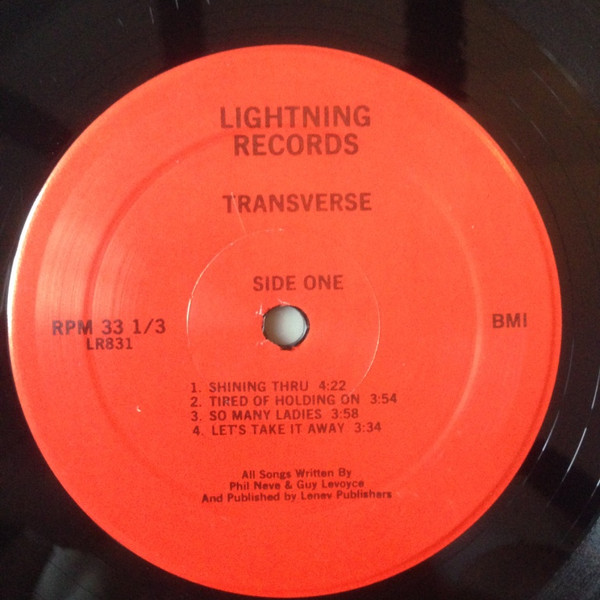 LIGHTNING
RECORDS
TRANSVERSE
SIDE ONE
RPM 33 1/3
LR831
BMI
1. SHINING THRU 4:22
2. TIRED OF HOLDING ON 3:54
3. SO MANY LADIES 3:58
4. LET'S TAKE IT AWAY 3:34
All Songs Written By
Phil Neve & Guy Levoyce
And Published by Lenev Publishers